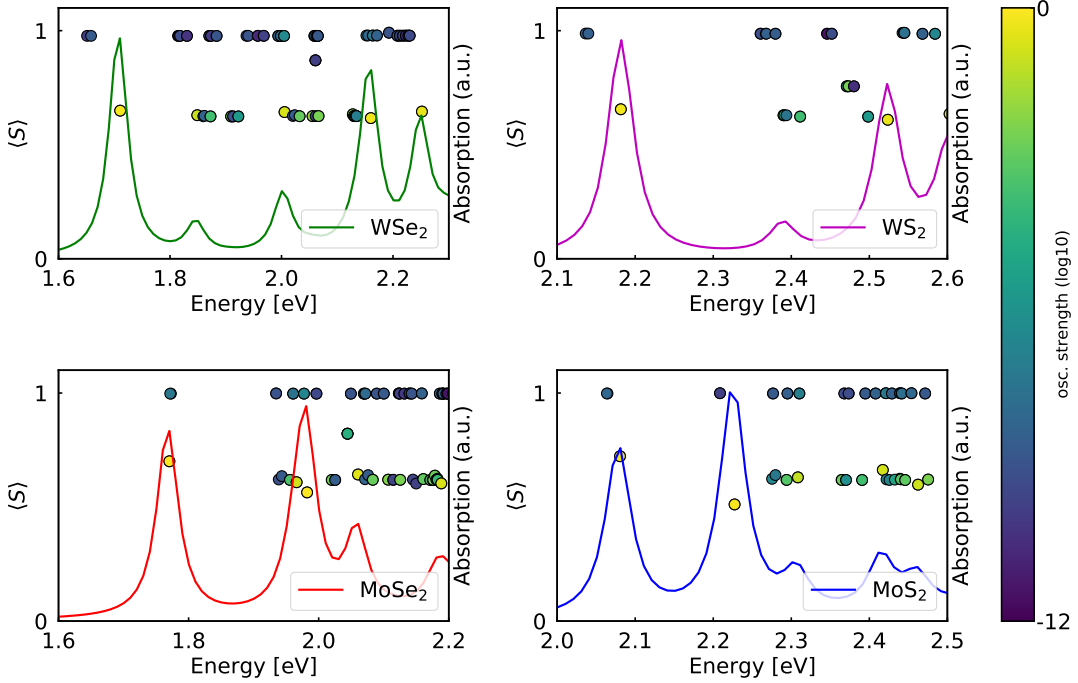 1
0
⟨S⟩
1.6 1.8 2.0 2.2
Energy [eV]
Absorption (a.u.)
WSe₂
1
0
⟨S⟩
2.1 2.2 2.3 2.4 2.5 2.6
Energy [eV]
Absorption (a.u.)
WS₂
1
0
⟨S⟩
1.6 1.8 2.0 2.2
Energy [eV]
Absorption (a.u.)
MoSe₂
1
0
⟨S⟩
2.0 2.1 2.2 2.3 2.4 2.5
Energy [eV]
Absorption (a.u.)
MoS₂
0
-12
osc. strength (log10)